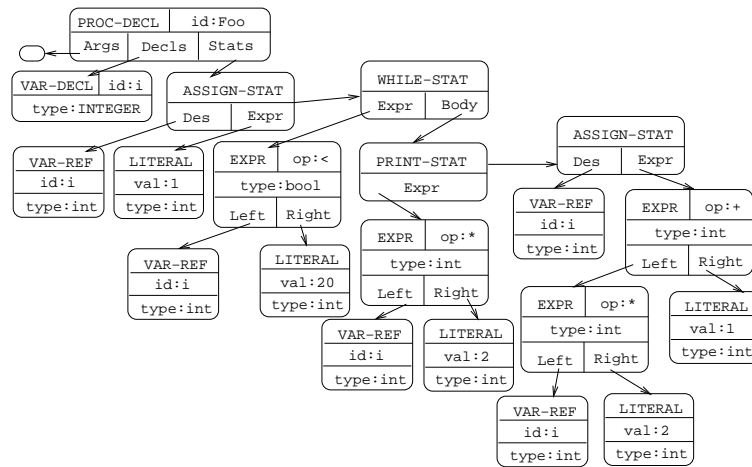 PROC-DECL id:Foo
Args Decls Stats
VAR-DECL id:i
type:INTEGER
ASSIGN-STAT
Des Expr
WHILE-STAT
Expr Body
VAR-REF
id:i
type:int
LITERAL
val:1
type:int
EXPR op:<
type:bool
Left Right
PRINT-STAT
Expr
ASSIGN-STAT
Des Expr
VAR-REF
id:i
type:int
LITERAL
val:20
type:int
EXPR op:*
type:int
Left Right
VAR-REF
id:i
type:int
EXPR op:+
type:int
Left Right
VAR-REF
id:i
type:int
LITERAL
val:2
type:int
EXPR op:*
type:int
Left Right
LITERAL
val:1
type:int
VAR-REF
id:i
type:int
LITERAL
val:2
type:int